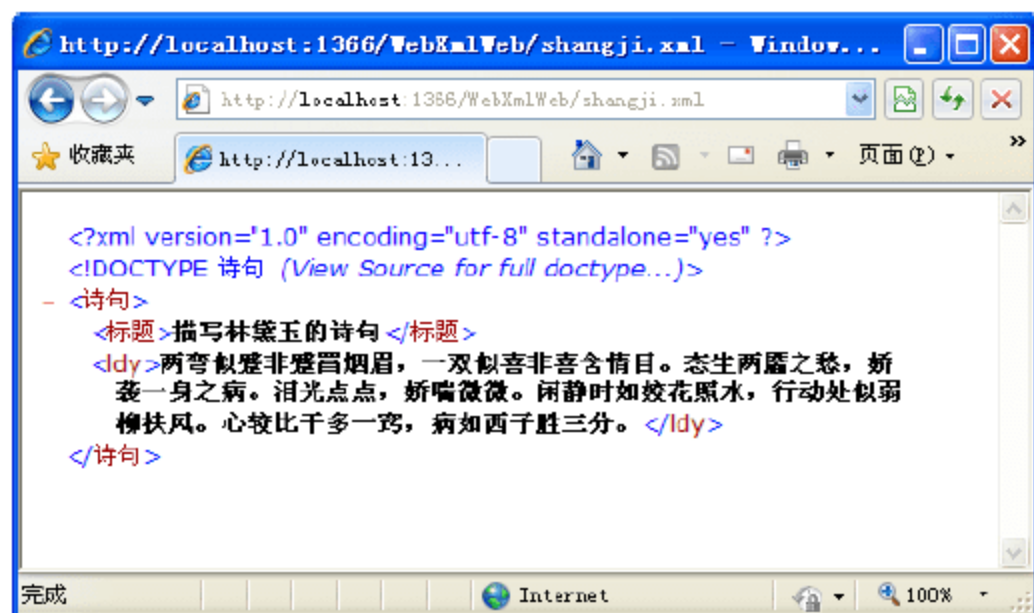 http://localhost:1366/WebXmlWeb/shangji.xml - Window...
http://localhost:1366/WebXmlWeb/shangji.xml
收藏夹 http://localhost:13... 页面(P) »
<?xml version="1.0" encoding="utf-8" standalone="yes" ?>
<!DOCTYPE 诗句 (View Source for full doctype...)>
- <诗句>
<标题>描写林黛玉的诗句</标题>
<ldy>两弯似蹙非蹙罥烟眉，一双似喜非喜含情目。态生两靥之愁，娇
袭一身之病。泪光点点，娇喘微微。闲静时如姣花照水，行动处似弱
柳扶风。心较比干多一窍，病如西子胜三分。</ldy>
</诗句>
完成 Internet 100%